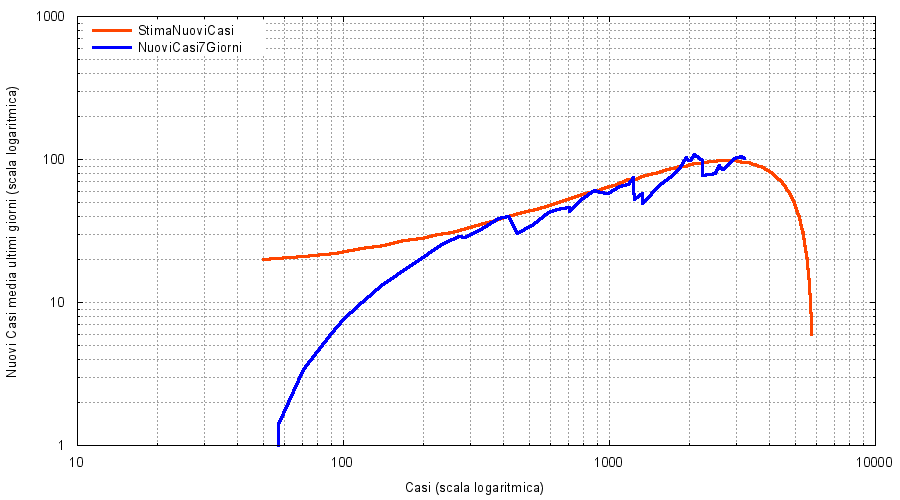 1000
StimaNuoviCasi
NuoviCasi7Giorni
100
10
1
10
100
1000
10000
Nuovi Casi media ultimi giorni (scala logaritmica)
Casi (scala logaritmica)